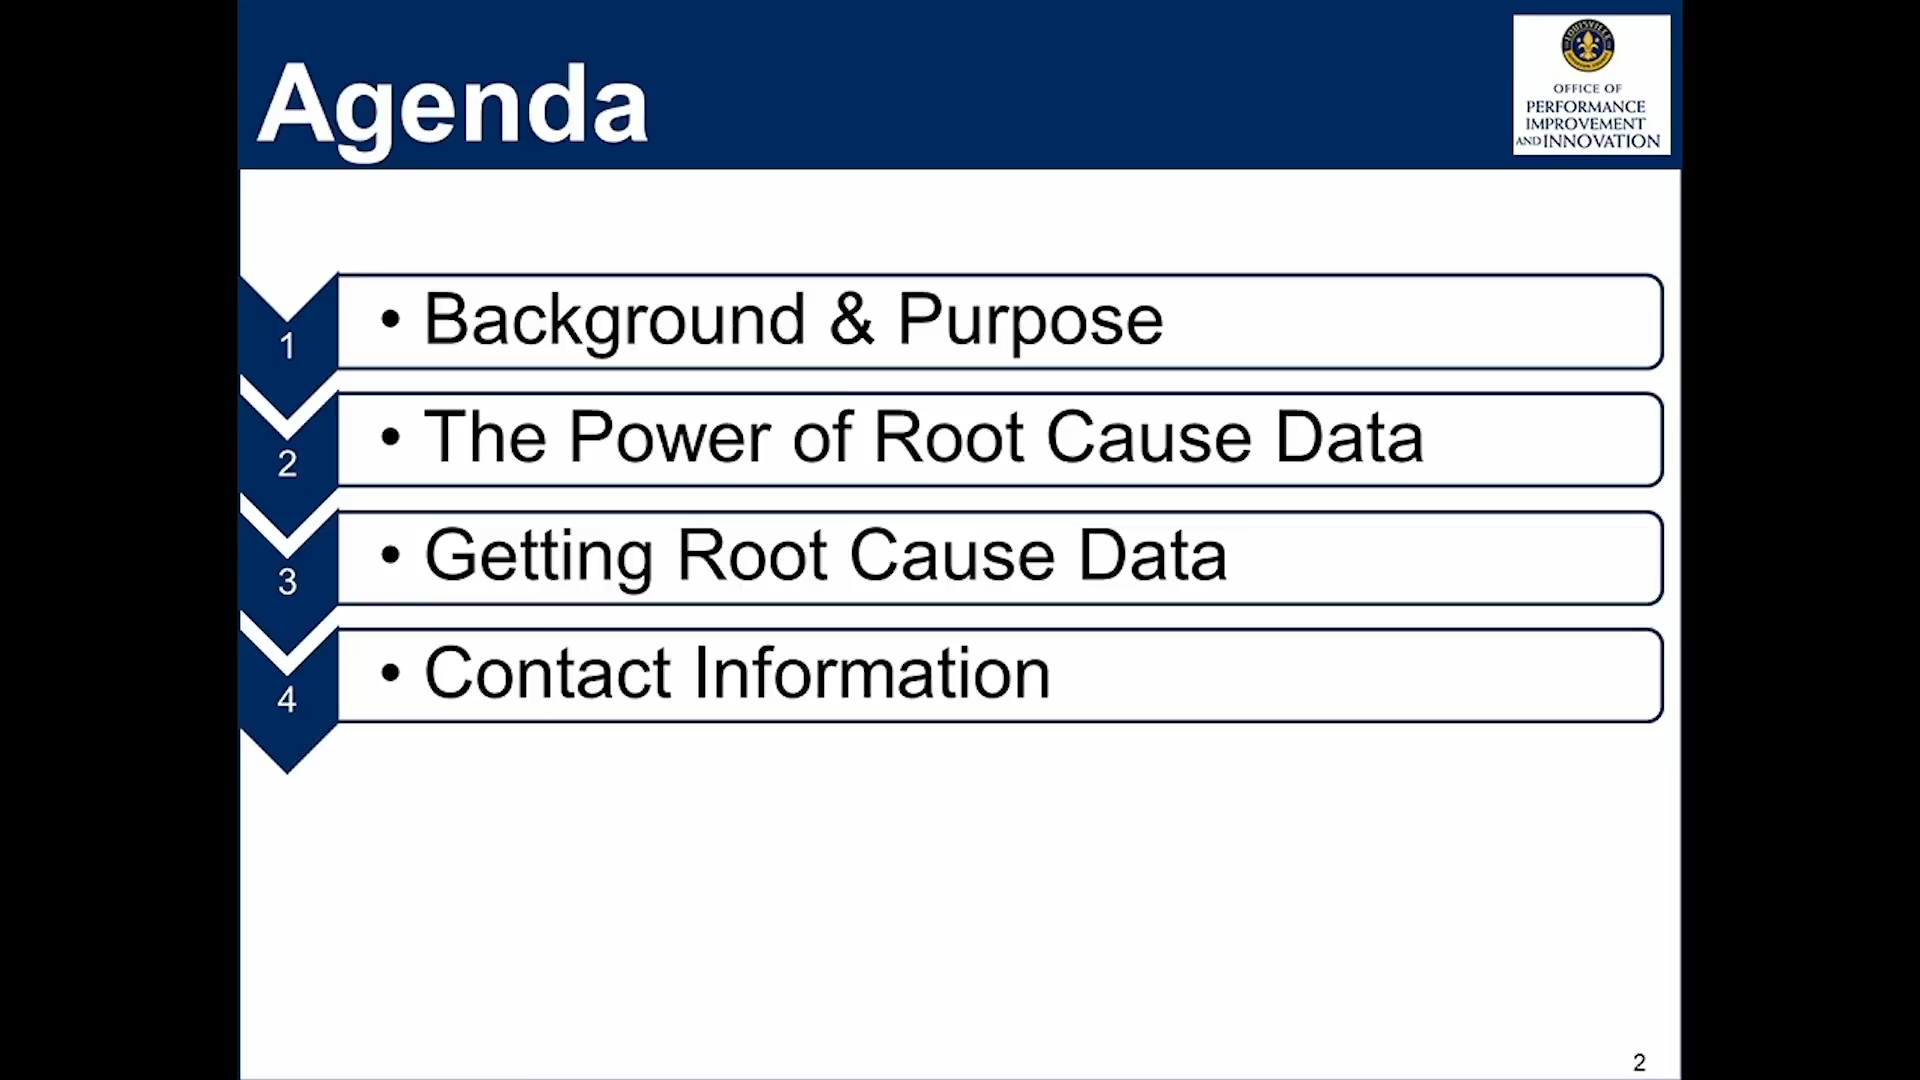 Agenda
LOUISVILLE
OFFICE OF
PERFORMANCE
IMPROVEMENT
AND INNOVATION
1
• Background & Purpose
2
• The Power of Root Cause Data
3
• Getting Root Cause Data
4
• Contact Information
2